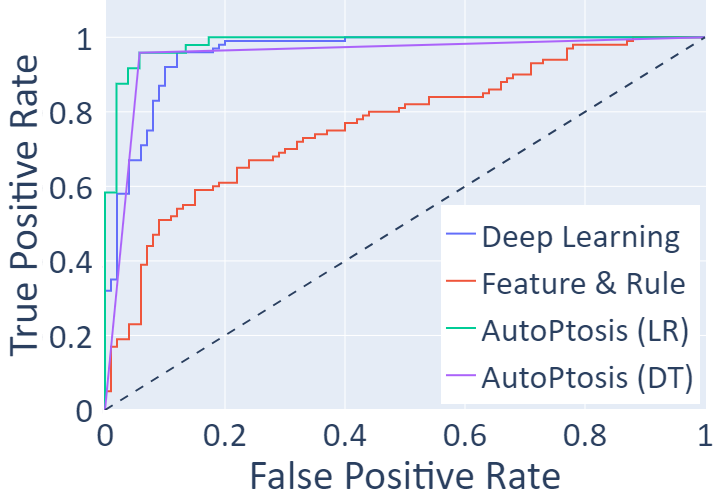 True Positive Rate
1
0.8
0.6
0.4
0.2
0
Deep Learning
Feature & Rule
AutoPtosis (LR)
AutoPtosis (DT)
0 0.2 0.4 0.6 0.8 1
False Positive Rate